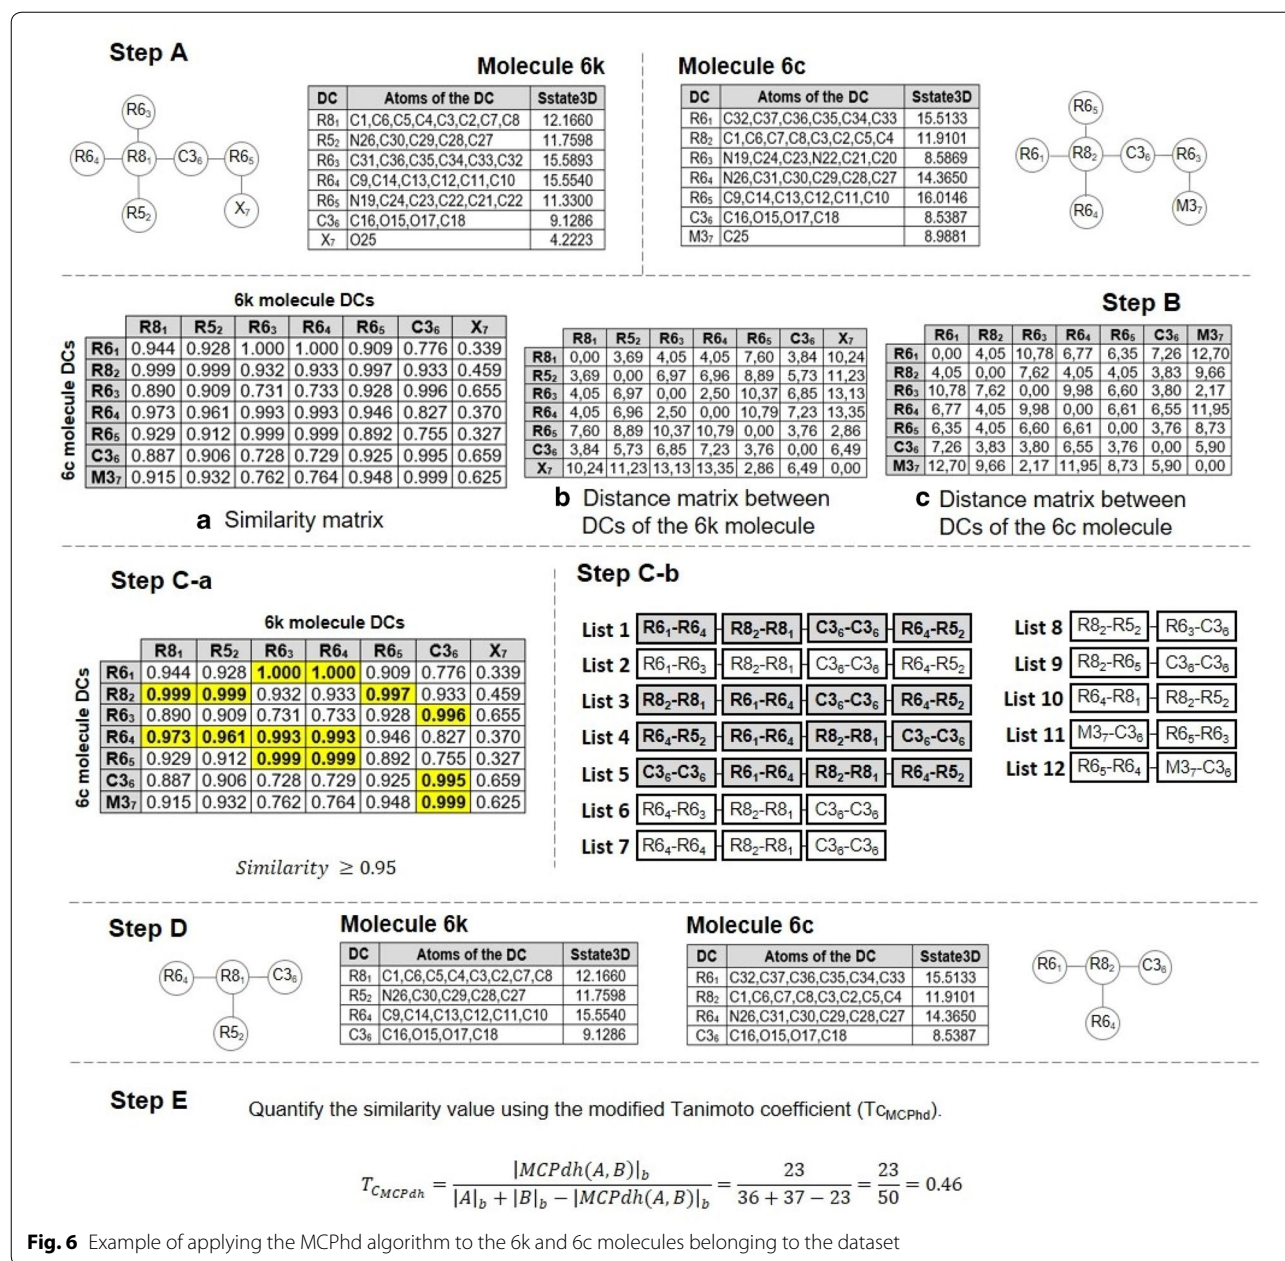 Step A
Molecule 6k
DC Atoms of the DC Sstate3D
R8₁ C1,C6,C5,C4,C3,C2,C7,C8 12.1660
R5₂ N26,C30,C29,C28,C27 11.7598
R6₃ C31,C36,C35,C34,C33,C32 15.5893
R6₄ C9,C14,C13,C12,C11,C10 15.5540
R6₅ N19,C24,C23,C22,C21,C22 11.3300
C3₆ C16,O15,O17,C18 9.1286
X₇ O25 4.2223
R6₃
R6₄ R8₁ C3₆ R6₅
R5₂ X₇
Molecule 6c
DC Atoms of the DC Sstate3D
R6₁ C32,C37,C36,C35,C34,C33 15.5133
R8₂ C1,C6,C7,C8,C3,C2,C5,C4 11.9101
R6₃ N19,C24,C23,N22,C21,C20 8.5869
R6₄ N26,C31,C30,C29,C28,C27 14.3650
R6₅ C9,C14,C13,C12,C11,C10 16.0146
C3₆ C16,O15,O17,C18 8.5387
M3₇ C25 8.9881
R6₅
R6₁ R8₂ C3₆ R6₃
R6₄ M3₇
Step B
6k molecule DCs
6c molecule DCs
R8₁ R5₂ R6₃ R6₄ R6₅ C3₆ X₇
R6₁ 0.944 0.928 1.000 1.000 0.909 0.776 0.339
R8₂ 0.999 0.999 0.932 0.933 0.997 0.933 0.459
R6₃ 0.890 0.909 0.731 0.733 0.928 0.996 0.655
R6₄ 0.973 0.961 0.993 0.993 0.946 0.827 0.370
R6₅ 0.929 0.912 0.999 0.999 0.892 0.755 0.327
C3₆ 0.887 0.906 0.728 0.729 0.925 0.995 0.659
M3₇ 0.915 0.932 0.762 0.764 0.948 0.999 0.625
a Similarity matrix
R8₁ R5₂ R6₃ R6₄ R6₅ C3₆ X₇
R8₁ 0,00 3,69 4,05 4,05 7,60 3,84 10,24
R5₂ 3,69 0,00 6,97 6,96 8,89 5,73 11,23
R6₃ 4,05 6,97 0,00 2,50 10,37 6,85 13,13
R6₄ 4,05 6,96 2,50 0,00 10,79 7,23 13,35
R6₅ 7,60 8,89 10,37 10,79 0,00 3,76 2,86
C3₆ 3,84 5,73 6,85 7,23 3,76 0,00 6,49
X₇ 10,24 11,23 13,13 13,35 2,86 6,49 0,00
b Distance matrix between
DCs of the 6k molecule
R6₁ R8₂ R6₃ R6₄ R6₅ C3₆ M3₇
R6₁ 0,00 4,05 10,78 6,77 6,35 7,26 12,70
R8₂ 4,05 0,00 7,62 4,05 4,05 3,83 9,66
R6₃ 10,78 7,62 0,00 9,98 6,60 3,80 2,17
R6₄ 6,77 4,05 9,98 0,00 6,61 6,55 11,95
R6₅ 6,35 4,05 6,60 6,61 0,00 3,76 8,73
C3₆ 7,26 3,83 3,80 6,55 3,76 0,00 5,90
M3₇ 12,70 9,66 2,17 11,95 8,73 5,90 0,00
c Distance matrix between
DCs of the 6c molecule
Step C-a
6k molecule DCs
6c molecule DCs
R8₁ R5₂ R6₃ R6₄ R6₅ C3₆ X₇
R6₁ 0.944 0.928 1.000 1.000 0.909 0.776 0.339
R8₂ 0.999 0.999 0.932 0.933 0.997 0.933 0.459
R6₃ 0.890 0.909 0.731 0.733 0.928 0.996 0.655
R6₄ 0.973 0.961 0.993 0.993 0.946 0.827 0.370
R6₅ 0.929 0.912 0.999 0.999 0.892 0.755 0.327
C3₆ 0.887 0.906 0.728 0.729 0.925 0.995 0.659
M3₇ 0.915 0.932 0.762 0.764 0.948 0.999 0.625
Similarity ≥ 0.95
Step C-b
List 1 R6₁-R6₄ R8₂-R8₁ C3₆-C3₆ R6₄-R5₂
List 2 R6₁-R6₃ R8₂-R8₁ C3₆-C3₆ R6₄-R5₂
List 3 R8₂-R8₁ R6₁-R6₄ C3₆-C3₆ R6₄-R5₂
List 4 R6₄-R5₂ R6₁-R6₄ R8₂-R8₁ C3₆-C3₆
List 5 C3₆-C3₆ R6₁-R6₄ R8₂-R8₁ R6₄-R5₂
List 6 R6₄-R6₃ R8₂-R8₁ C3₆-C3₆
List 7 R6₄-R6₄ R8₂-R8₁ C3₆-C3₆
List 8 R8₂-R5₂ R6₃-C3₆
List 9 R8₂-R6₅ C3₆-C3₆
List 10 R6₄-R8₁ R8₂-R5₂
List 11 M3₇-C3₆ R6₅-R6₃
List 12 R6₅-R6₄ M3₇-C3₆
Step D
R6₄ R8₁ C3₆
R5₂
Molecule 6k
DC Atoms of the DC Sstate3D
R8₁ C1,C6,C5,C4,C3,C2,C7,C8 12.1660
R5₂ N26,C30,C29,C28,C27 11.7598
R6₄ C9,C14,C13,C12,C11,C10 15.5540
C3₆ C16,O15,O17,C18 9.1286
Molecule 6c
DC Atoms of the DC Sstate3D
R6₁ C32,C37,C36,C35,C34,C33 15.5133
R8₂ C1,C6,C7,C8,C3,C2,C5,C4 11.9101
R6₄ N26,C31,C30,C29,C28,C27 14.3650
C3₆ C16,O15,O17,C18 8.5387
R6₁ R8₂ C3₆
R6₄
Step E
Quantify the similarity value using the modified Tanimoto coefficient (Tc_MCPhd).
T_{C_{MCPdh}} = |MCPdh(A, B)|_b / (|A|_b + |B|_b − |MCPdh(A, B)|_b) = 23 / (36 + 37 − 23) = 23 / 50 = 0.46
Fig. 6 Example of applying the MCPhd algorithm to the 6k and 6c molecules belonging to the dataset